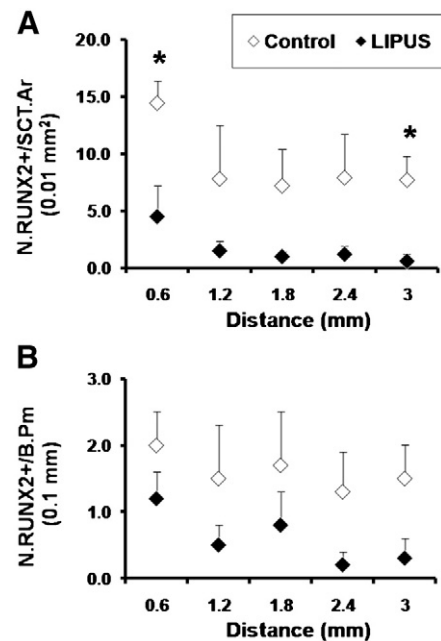 A
Control LIPUS
20.0
*
15.0
*
10.0
5.0
0.0
N.RUNX2+/SCT.Ar
(0.01 mm²)
0.6 1.2 1.8 2.4 3
Distance (mm)
B
3.0
2.0
1.0
0.0
N.RUNX2+/B.Pm
(0.1 mm)
0.6 1.2 1.8 2.4 3
Distance (mm)